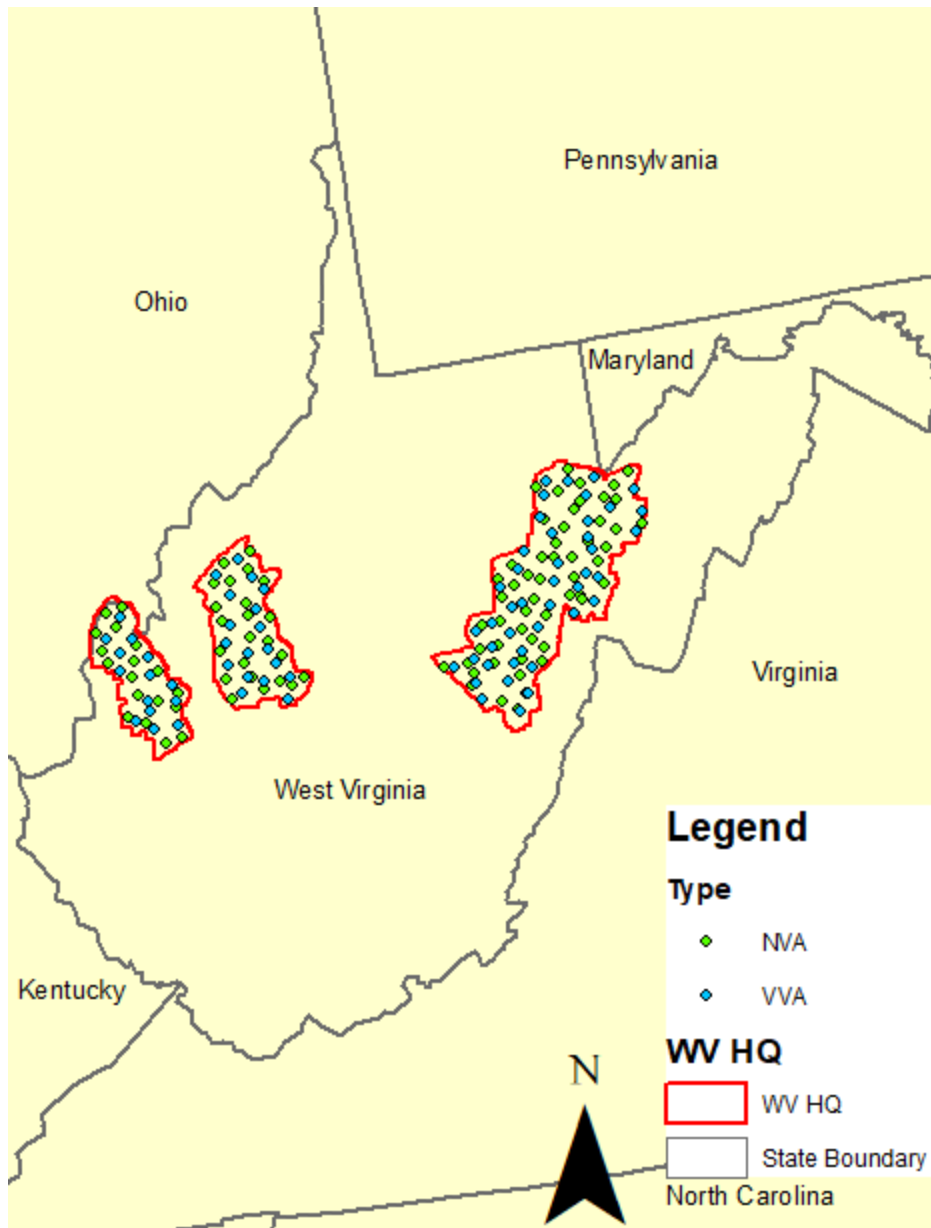 Pennsylvania
Ohio
Maryland
Virginia
West Virginia
Legend
Type
NVA
VVA
Kentucky
WV HQ
N
WV HQ
State Boundary
North Carolina